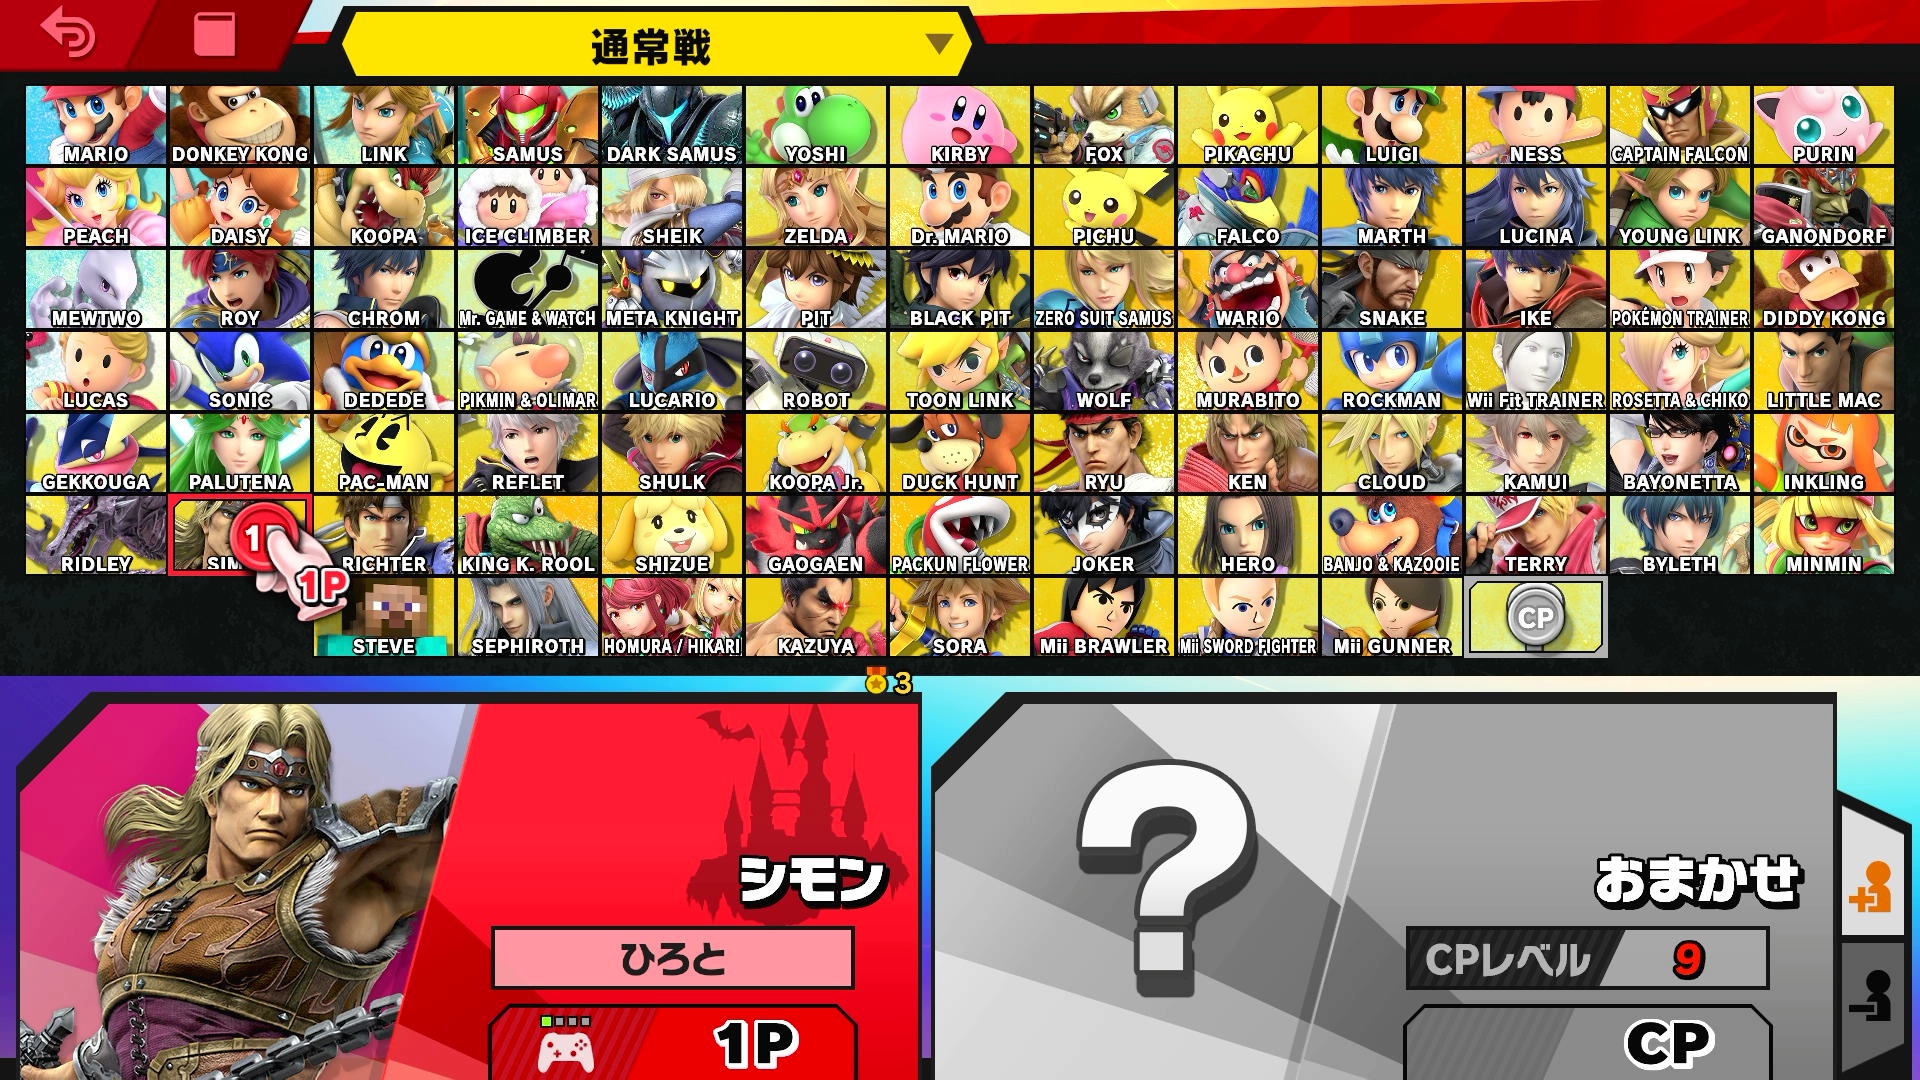 通常戦
MARIO
DONKEY KONG
LINK
SAMUS
DARK SAMUS
YOSHI
KIRBY
FOX
PIKACHU
LUIGI
NESS
CAPTAIN FALCON
PURIN
PEACH
DAISY
KOOPA
ICE CLIMBER
SHEIK
ZELDA
Dr. MARIO
PICHU
FALCO
MARTH
LUCINA
YOUNG LINK
GANONDORF
MEWTWO
ROY
CHROM
Mr. GAME & WATCH
META KNIGHT
PIT
BLACK PIT
ZERO SUIT SAMUS
WARIO
SNAKE
IKE
POKÉMON TRAINER
DIDDY KONG
LUCAS
SONIC
DEDEDE
PIKMIN & OLIMAR
LUCARIO
ROBOT
TOON LINK
WOLF
MURABITO
ROCKMAN
Wii Fit TRAINER
ROSETTA & CHIKO
LITTLE MAC
GEKKOUGA
PALUTENA
PAC-MAN
REFLET
SHULK
KOOPA Jr.
DUCK HUNT
RYU
KEN
CLOUD
KAMUI
BAYONETTA
INKLING
RIDLEY
SIM
1P
RICHTER
KING K. ROOL
SHIZUE
GAOGAEN
PACKUN FLOWER
JOKER
HERO
BANJO & KAZOOIE
TERRY
BYLETH
MINMIN
STEVE
SEPHIROTH
HOMURA / HIKARI
KAZUYA
SORA
Mii BRAWLER
Mii SWORD FIGHTER
Mii GUNNER
CP
3
シモン
ひろと
1P
?
おまかせ
CPレベル 9
CP